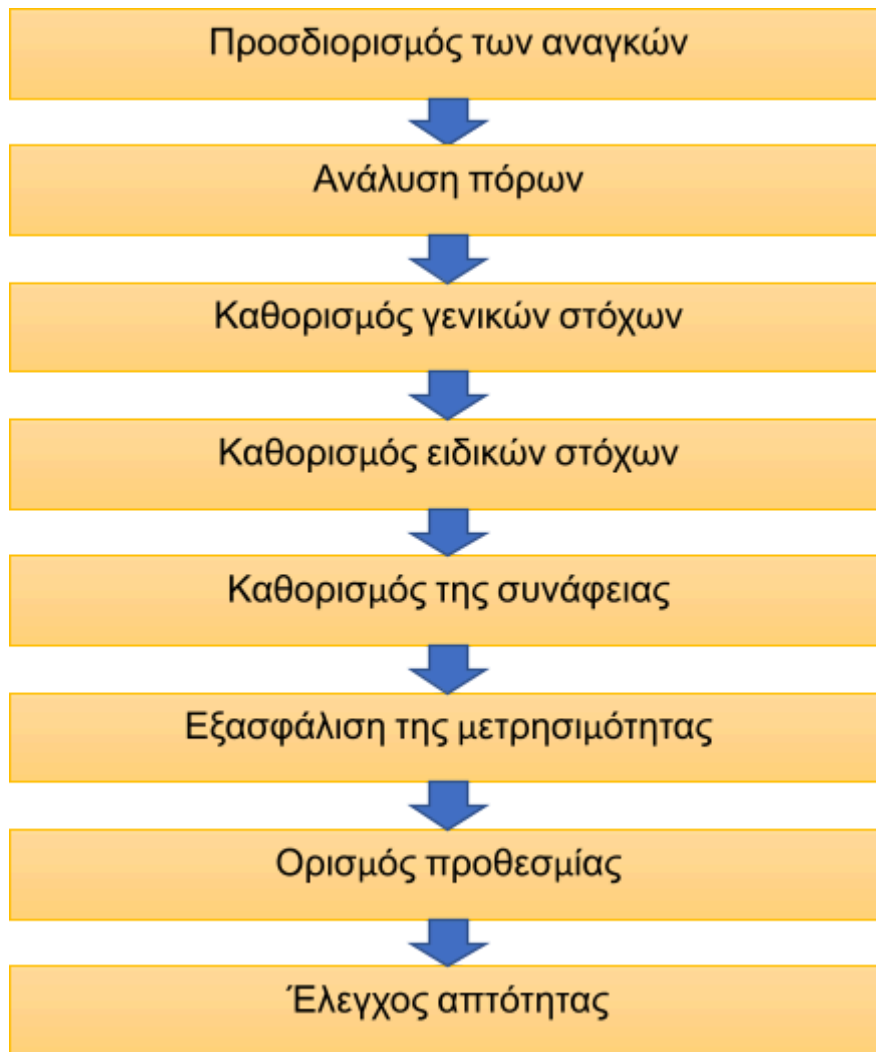 Προσδιορισμός των αναγκών
Ανάλυση πόρων
Καθορισμός γενικών στόχων
Καθορισμός ειδικών στόχων
Καθορισμός της συνάφειας
Εξασφάλιση της μετρησιμότητας
Ορισμός προθεσμίας
Έλεγχος απτότητας